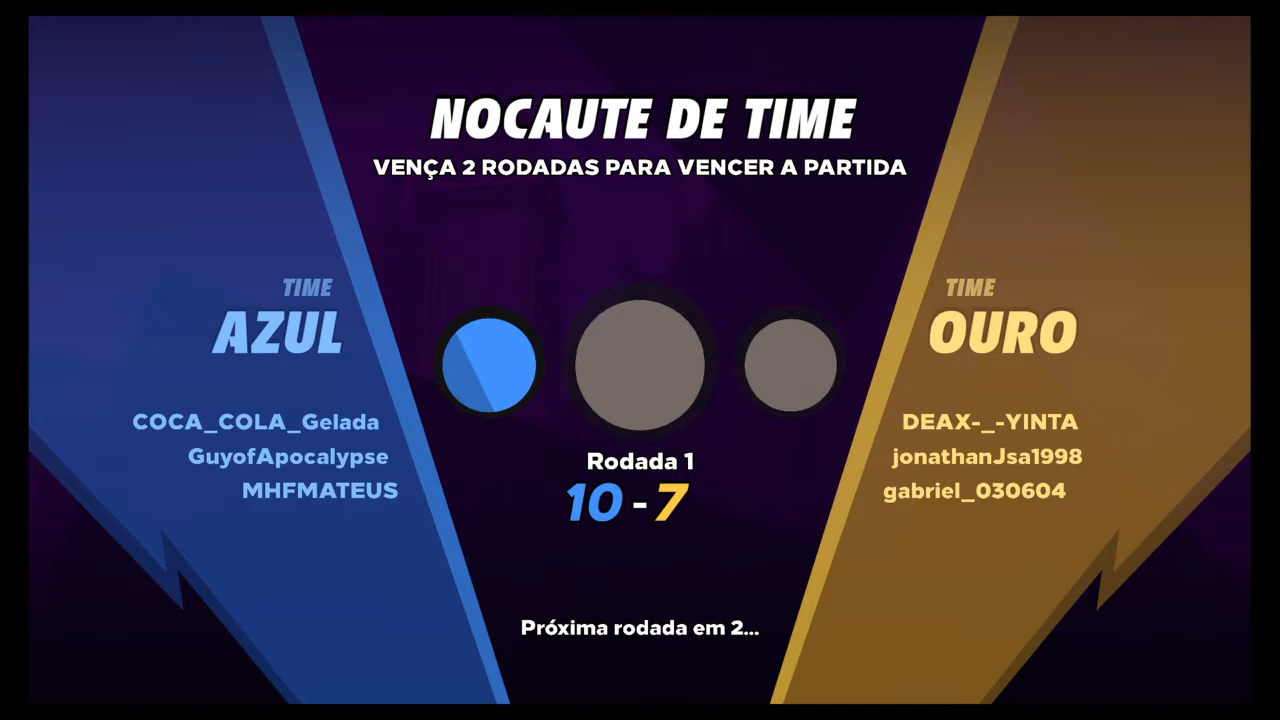 NOCAUTE DE TIME
VENÇA 2 RODADAS PARA VENCER A PARTIDA
TIME
AZUL
COCA_COLA_Gelada
GuyofApocalypse
MHFMATEUS
TIME
OURO
DEAX-_-YINTA
jonathanJsa1998
gabriel_030604
Rodada 1
10 - 7
Próxima rodada em 2...